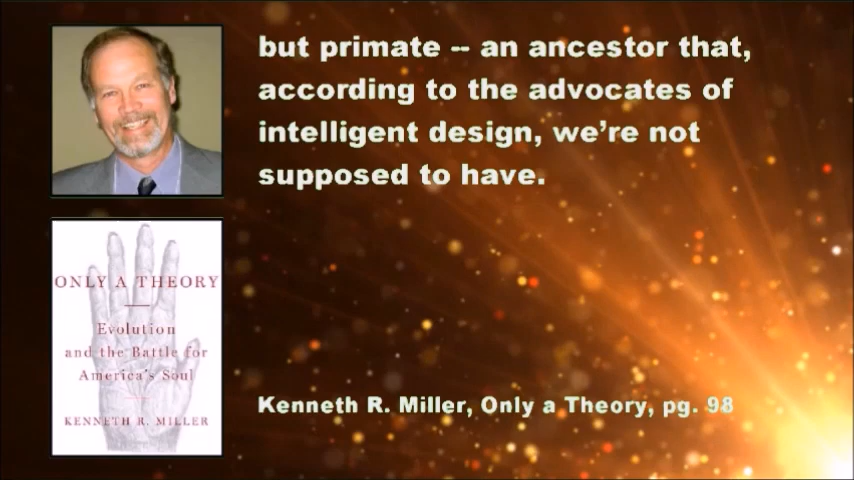 but primate -- an ancestor that,
according to the advocates of
intelligent design, we're not
supposed to have.
ONLY A THEORY
Evolution
and the Battle for
America's Soul
KENNETH R. MILLER
Kenneth R. Miller, Only a Theory, pg. 98